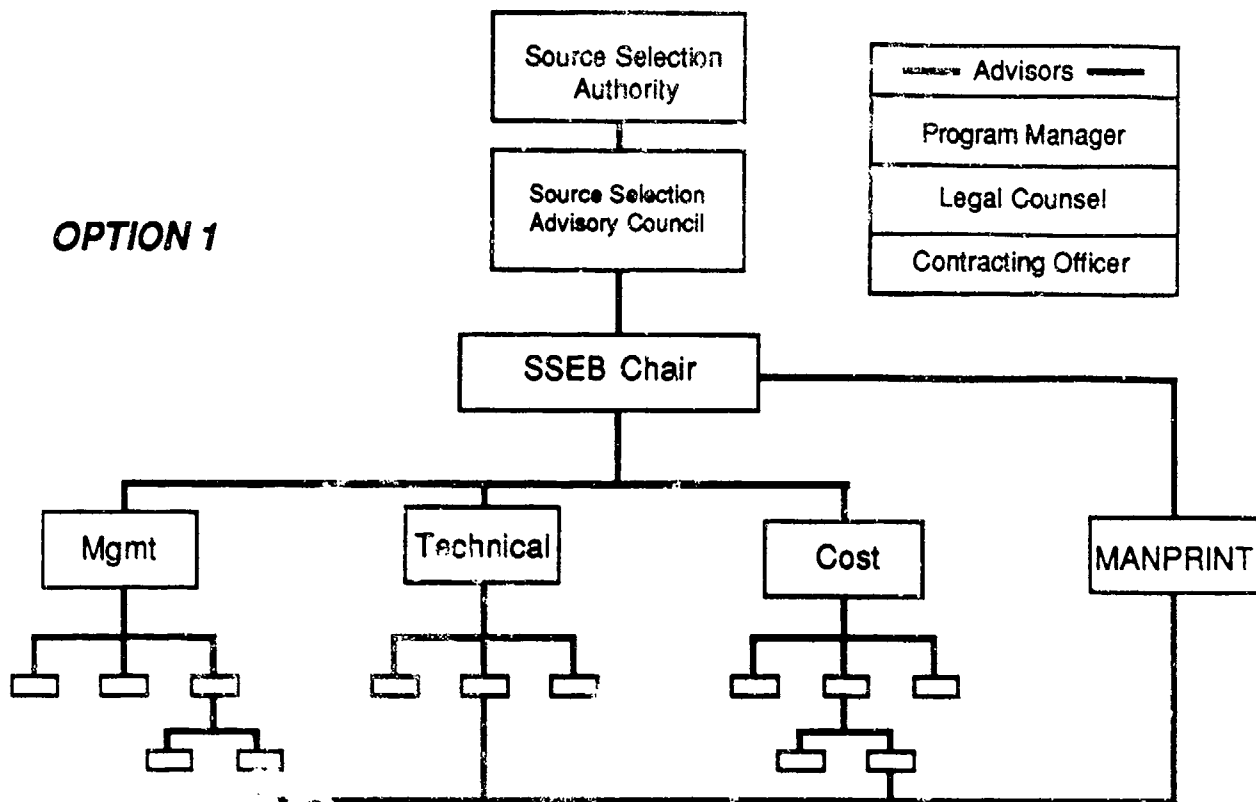 Source Selection
Authority
Advisors
Program Manager
Legal Counsel
Contracting Officer
Source Selection
Advisory Council
OPTION 1
SSEB Chair
Mgmt
Technical
Cost
MANPRINT